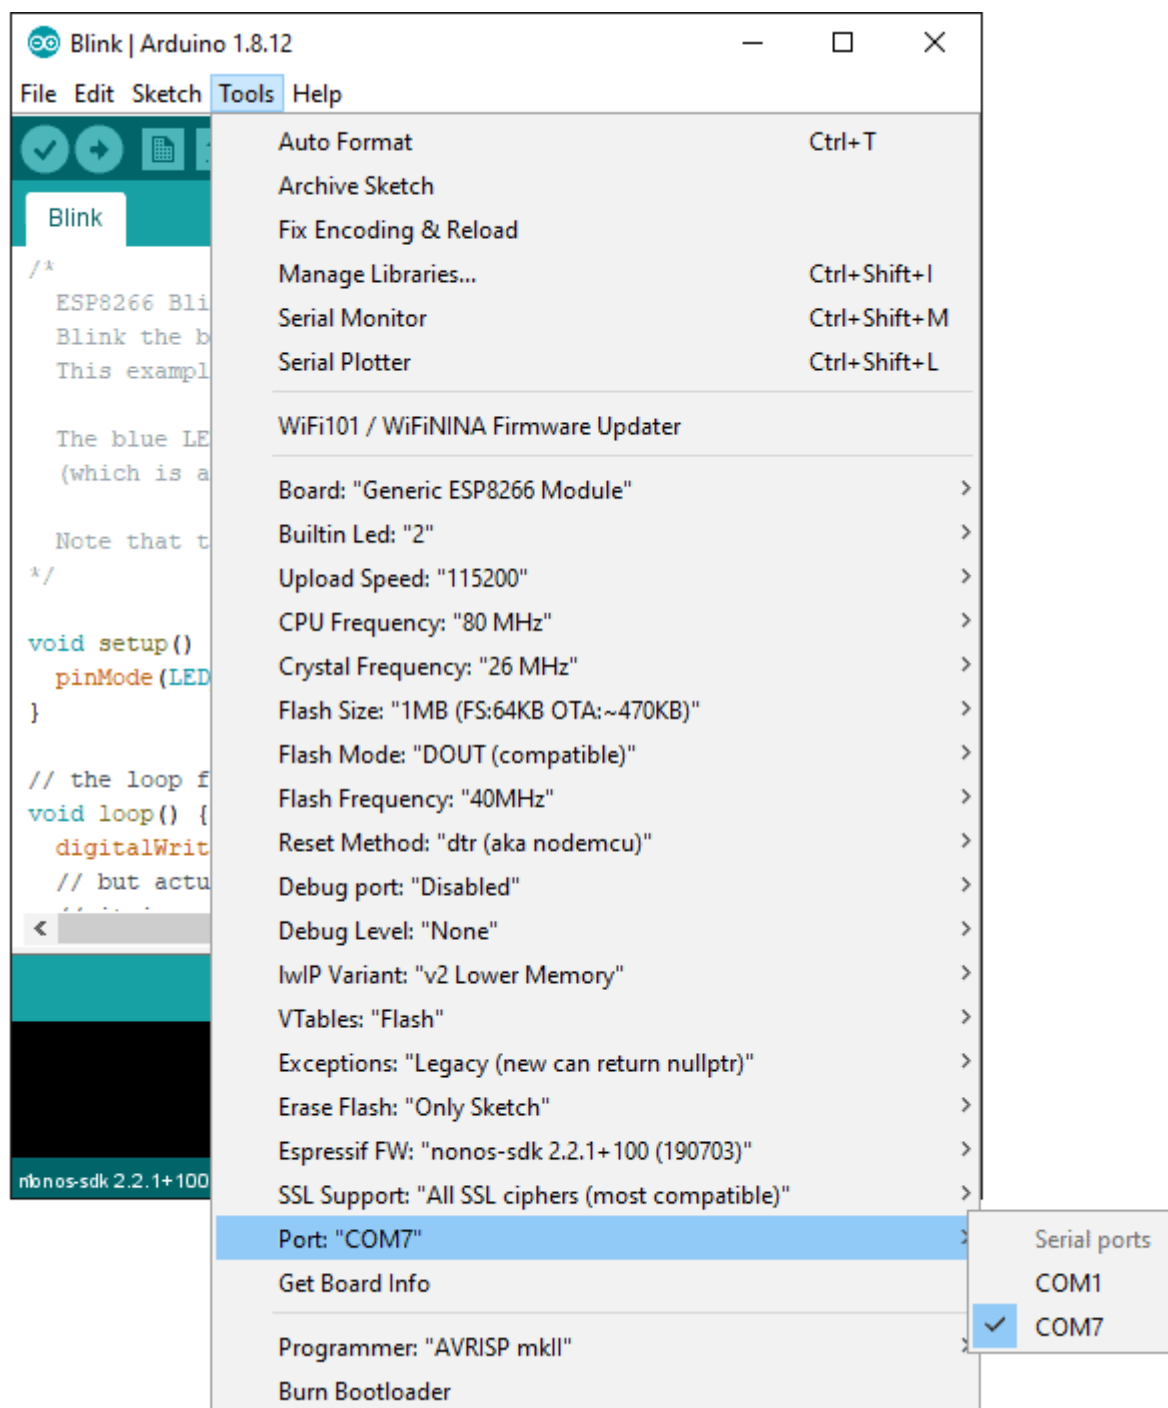 Blink | Arduino 1.8.12
File Edit Sketch Tools Help
Blink
/*
ESP8266 Bli
Blink the b
This exampl
The blue LE
(which is a
Note that t
*/
void setup()
pinMode(LED
}
// the loop f
void loop() {
digitalWrit
// but actu
nonos-sdk 2.2.1+100
Auto Format Ctrl+T
Archive Sketch
Fix Encoding & Reload
Manage Libraries... Ctrl+Shift+I
Serial Monitor Ctrl+Shift+M
Serial Plotter Ctrl+Shift+L
WiFi101 / WiFiNINA Firmware Updater
Board: "Generic ESP8266 Module"
Builtin Led: "2"
Upload Speed: "115200"
CPU Frequency: "80 MHz"
Crystal Frequency: "26 MHz"
Flash Size: "1MB (FS:64KB OTA:~470KB)"
Flash Mode: "DOUT (compatible)"
Flash Frequency: "40MHz"
Reset Method: "dtr (aka nodemcu)"
Debug port: "Disabled"
Debug Level: "None"
lwIP Variant: "v2 Lower Memory"
VTables: "Flash"
Exceptions: "Legacy (new can return nullptr)"
Erase Flash: "Only Sketch"
Espressif FW: "nonos-sdk 2.2.1+100 (190703)"
SSL Support: "All SSL ciphers (most compatible)"
Port: "COM7"
Get Board Info
Programmer: "AVRISP mkII"
Burn Bootloader
Serial ports
COM1
COM7